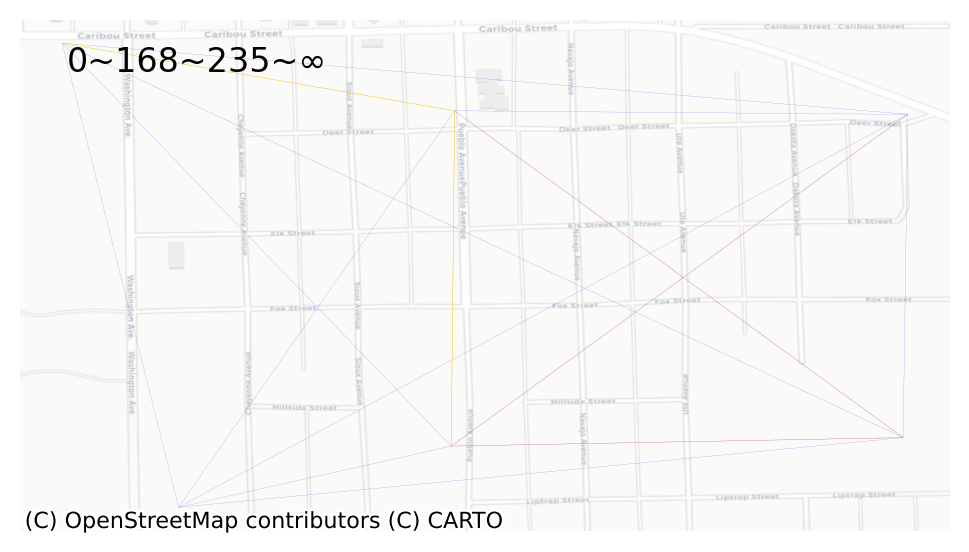 Caribou Street
Caribou Street
Caribou Street
Caribou Street
Caribou Street
0~168~235~∞
Washington Ave
Sioux Avenue
Navajo Avenue
Deer Street
Pueblo Avenue
Deer Street
Deer Street
Deer Street
Cheyenne Avenue
Ute Avenue
Dakota Avenue
Cheyenne Avenue
Pueblo Avenue
Dakota Avenue
Elk Street
Elk Street
Elk Street
Elk Street
Ute Avenue
Navajo Avenue
Washington Ave
Fox Street
Sioux Avenue
Fox Street
Fox Street
Fox Street
Washington Ave
Cheyenne Avenue
Sioux Avenue
Ute Avenue
Hillside Street
Hillside Street
Pueblo Avenue
Navajo Avenue
Liptrap Street
Liptrap Street
Liptrap Street
(C) OpenStreetMap contributors (C) CARTO